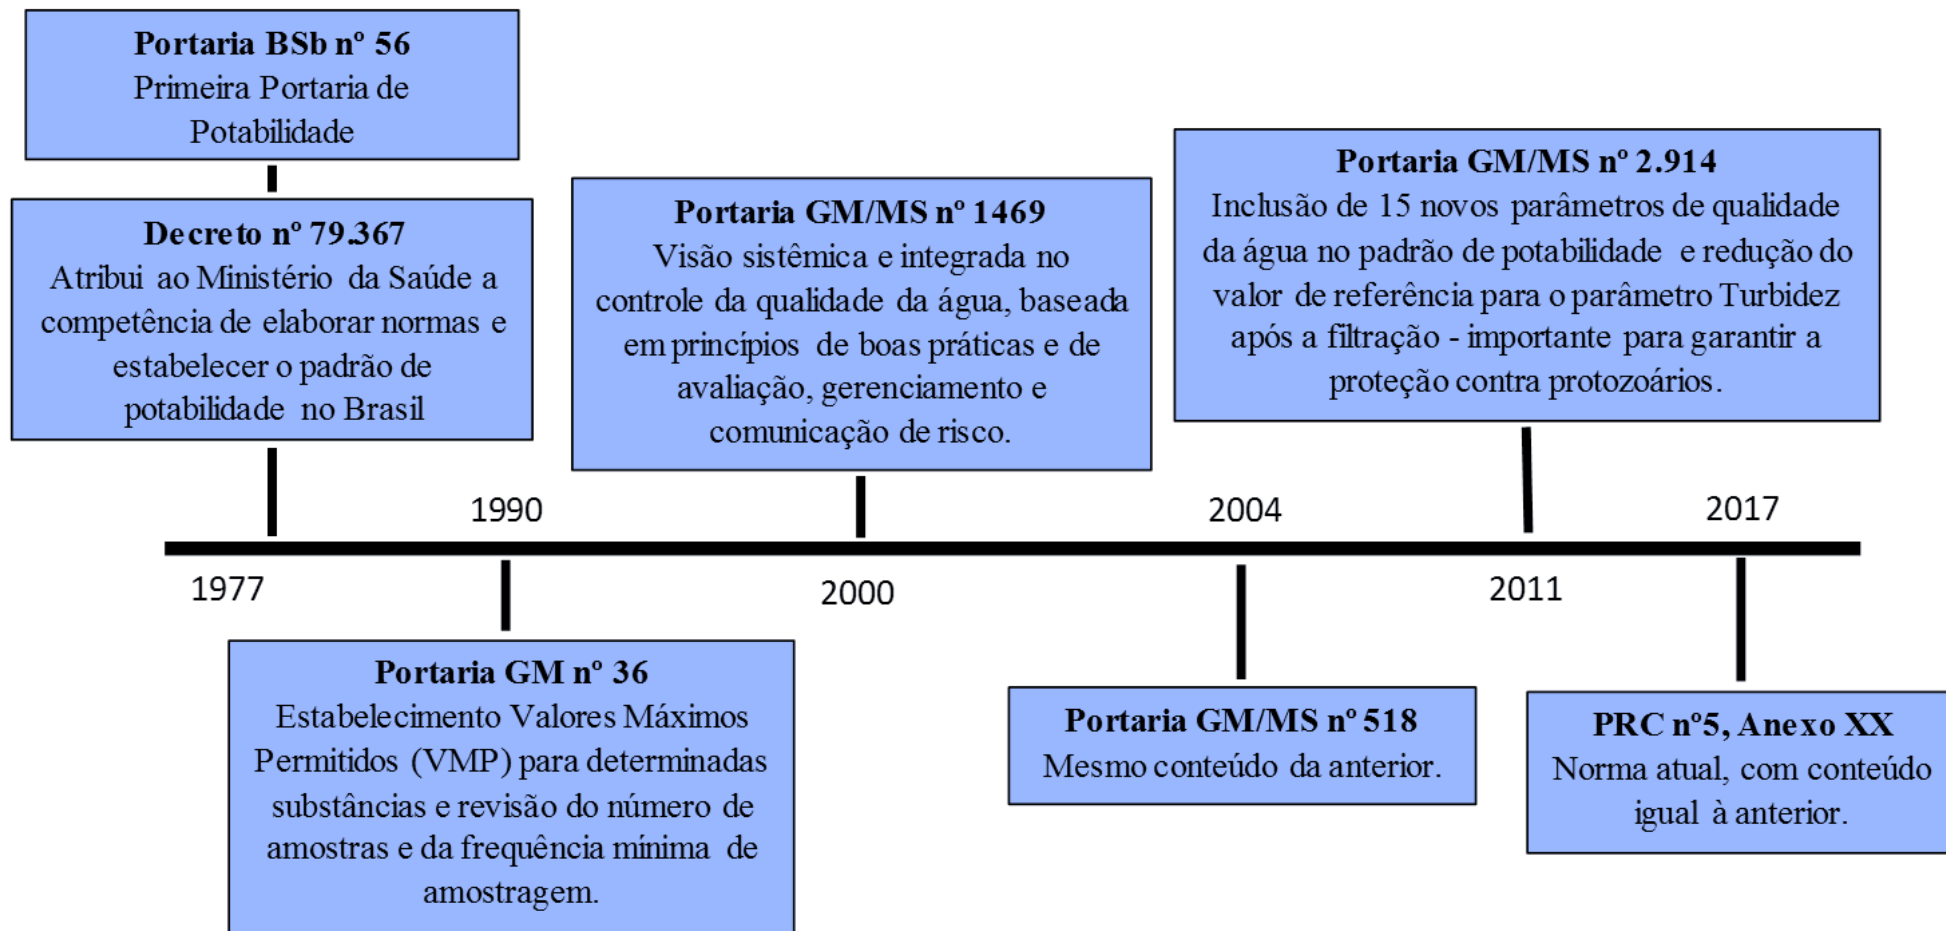 Portaria BSb nº 56
Primeira Portaria de
Potabilidade
Decreto nº 79.367
Atribui ao Ministério da Saúde a
competência de elaborar normas e
estabelecer o padrão de
potabilidade no Brasil
Portaria GM/MS nº 1469
Visão sistêmica e integrada no
controle da qualidade da água, baseada
em princípios de boas práticas e de
avaliação, gerenciamento e
comunicação de risco.
Portaria GM/MS nº 2.914
Inclusão de 15 novos parâmetros de qualidade
da água no padrão de potabilidade e redução do
valor de referência para o parâmetro Turbidez
após a filtração - importante para garantir a
proteção contra protozoários.
1990
2004
2017
1977
2000
2011
Portaria GM nº 36
Estabelecimento Valores Máximos
Permitidos (VMP) para determinadas
substâncias e revisão do número de
amostras e da frequência mínima de
amostragem.
Portaria GM/MS nº 518
Mesmo conteúdo da anterior.
PRC nº5, Anexo XX
Norma atual, com conteúdo
igual à anterior.